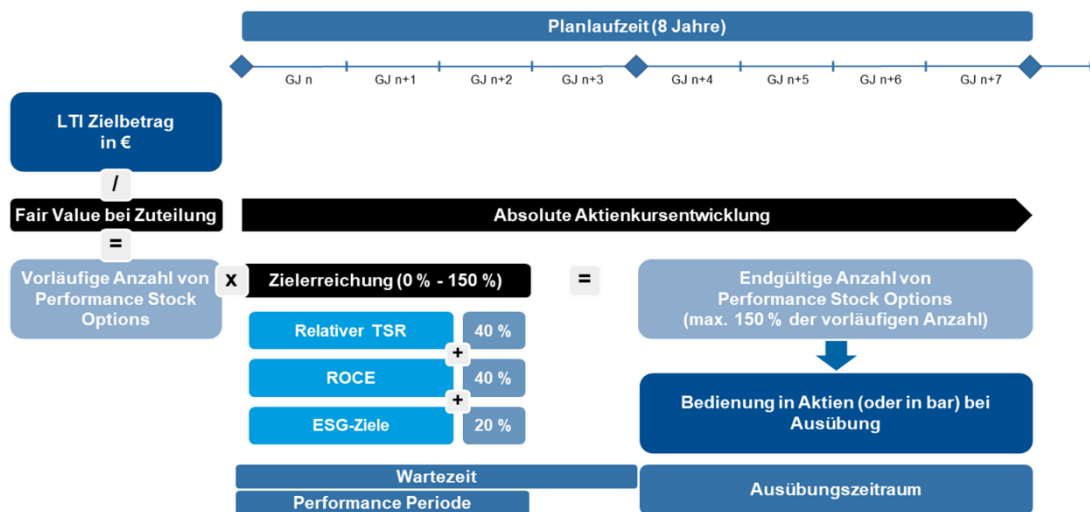 Planlaufzeit (8 Jahre)
GJ n
GJ n+1
GJ n+2
GJ n+3
GJ n+4
GJ n+5
GJ n+6
GJ n+7
LTI Zielbetrag
in €
/
Fair Value bei Zuteilung
Absolute Aktienkursentwicklung
=
Vorläufige Anzahl von
Performance Stock
Options
x
Zielerreichung (0 % - 150 %)
=
Endgültige Anzahl von
Performance Stock Options
(max. 150 % der vorläufigen Anzahl)
Relativer TSR
40 %
+
ROCE
40 %
+
ESG-Ziele
20 %
Bedienung in Aktien (oder in bar) bei
Ausübung
Wartezeit
Performance Periode
Ausübungszeitraum